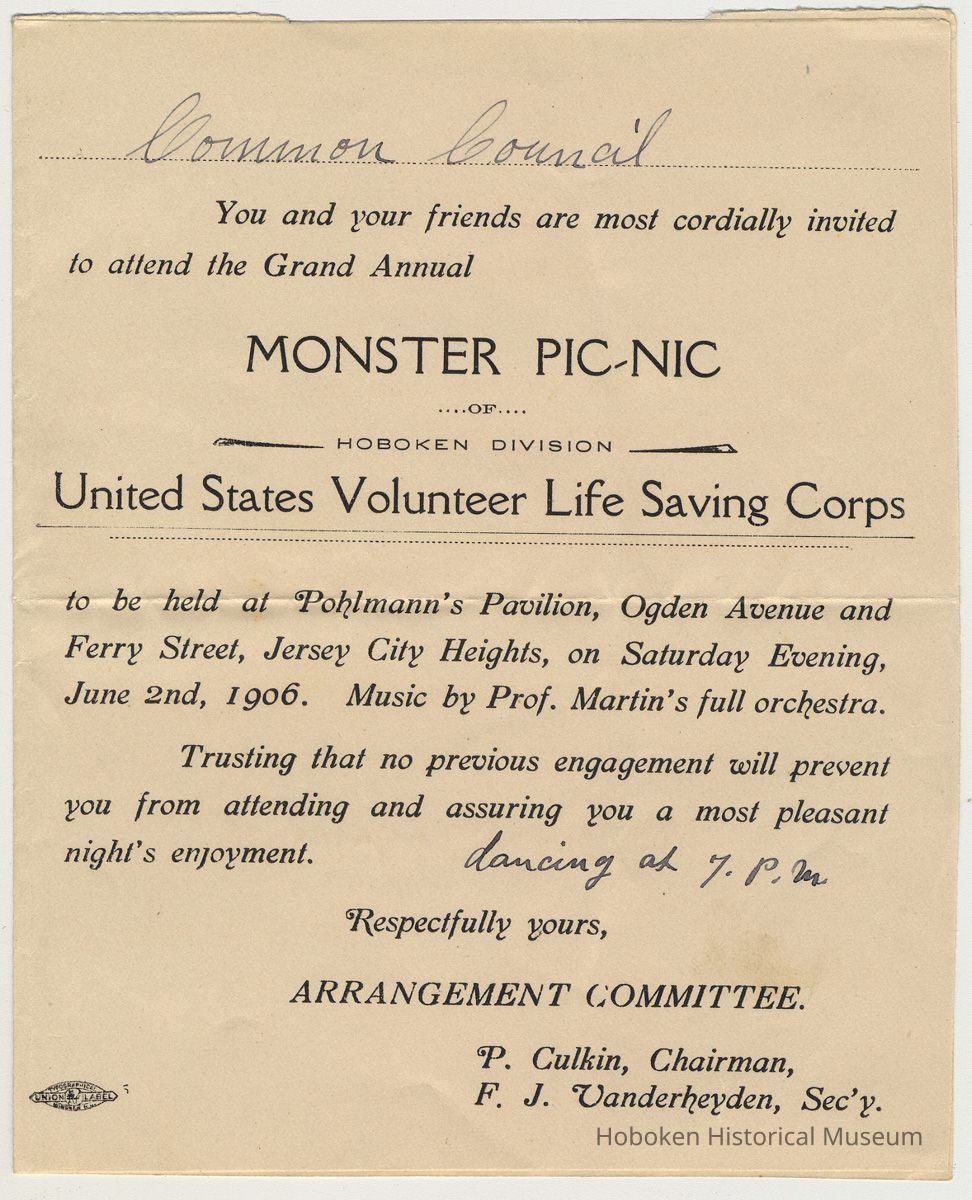 Common Council
You and your friends are most cordially invited
to attend the Grand Annual
MONSTER PIC-NIC
....OF....
HOBOKEN DIVISION
United States Volunteer Life Saving Corps
to be held at Pohlmann's Pavilion, Ogden Avenue and
Ferry Street, Jersey City Heights, on Saturday Evening,
June 2nd, 1906. Music by Prof. Martin's full orchestra.
Trusting that no previous engagement will prevent
you from attending and assuring you a most pleasant
night's enjoyment. dancing at 7. P.M.
Respectfully yours,
ARRANGEMENT COMMITTEE.
P. Culkin, Chairman,
F. J. Vanderheyden, Sec'y.
TYPOGRAPHICAL
UNION LABEL
5
Hoboken Historical Museum